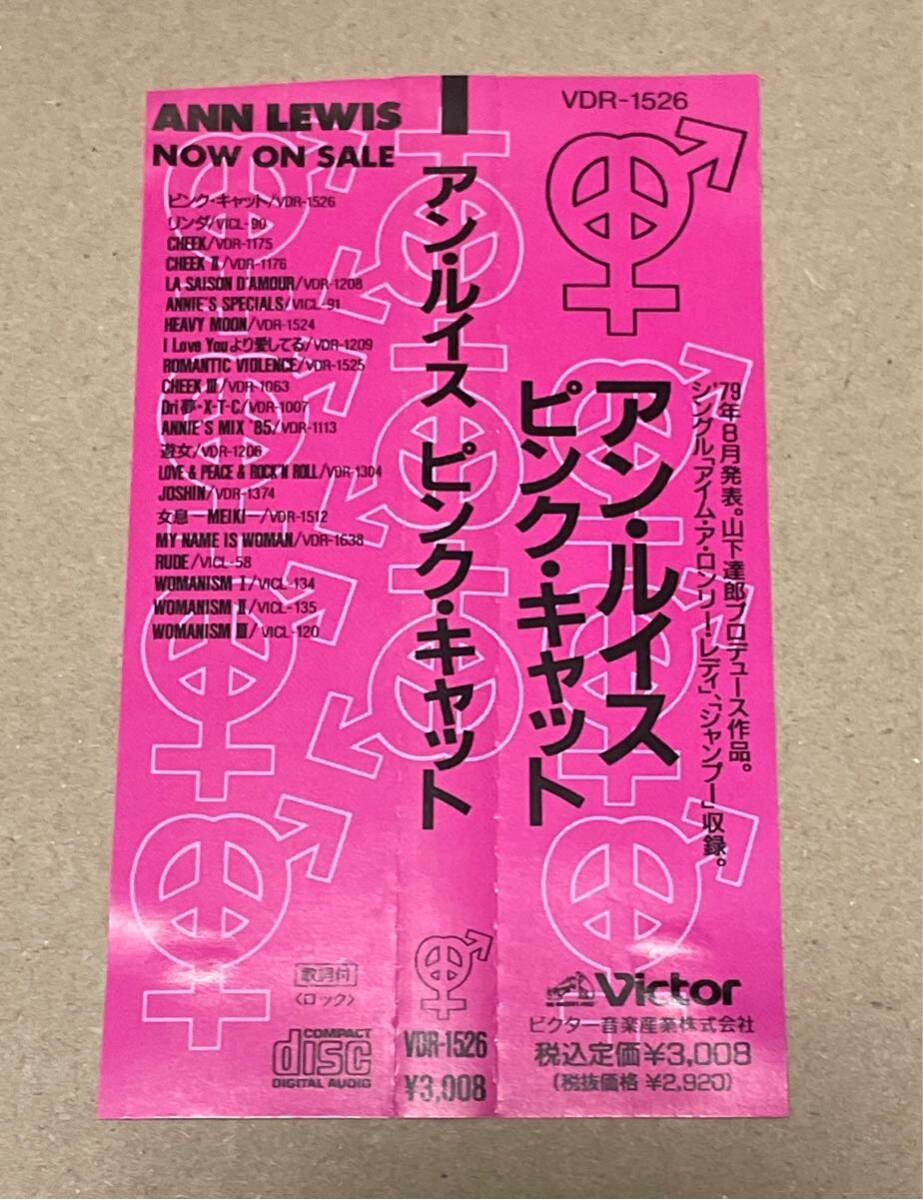 ANN LEWIS
NOW ON SALE
ピンク・キャット/VDR-1526
リンダ/VICL-90
CHEEK/VDR-1175
CHEEK II/VDR-1176
LA SAISON D'AMOUR/VDR-1208
ANNIE'S SPECIALS/VICL-91
HEAVY MOON/VDR-1524
I Love Youより愛してる/VDR-1209
ROMANTIC VIOLENCE/VDR-1525
CHEEK III/VDR-1063
Dri夢・X-T-C/VDR-1007
ANNIE'S MIX '85/VDR-1113
遊女/VDR-1206
LOVE & PEACE & ROCK'N ROLL/VDR-1304
JOSHIN/VDR-1374
女息—MEIKI—/VDR-1512
MY NAME IS WOMAN/VDR-1638
RUDE/VICL-58
WOMANISM I/VICL-134
WOMANISM II/VICL-135
WOMANISM III/VICL-120
歌詞付
〈ロック〉
COMPACT
disc
DIGITAL AUDIO
アン・ルイス ピンク・キャット
VDR-1526
¥3,008
VDR-1526
'79年8月発表。山下達郎プロデュース作品。
シングル「アイム・ア・ロンリー・レディ」、「シャンプー」収録。
アン・ルイス
ピンク・キャット
Victor
ビクター音楽産業株式会社
税込定価¥3,008
(税抜価格 ¥2,920)